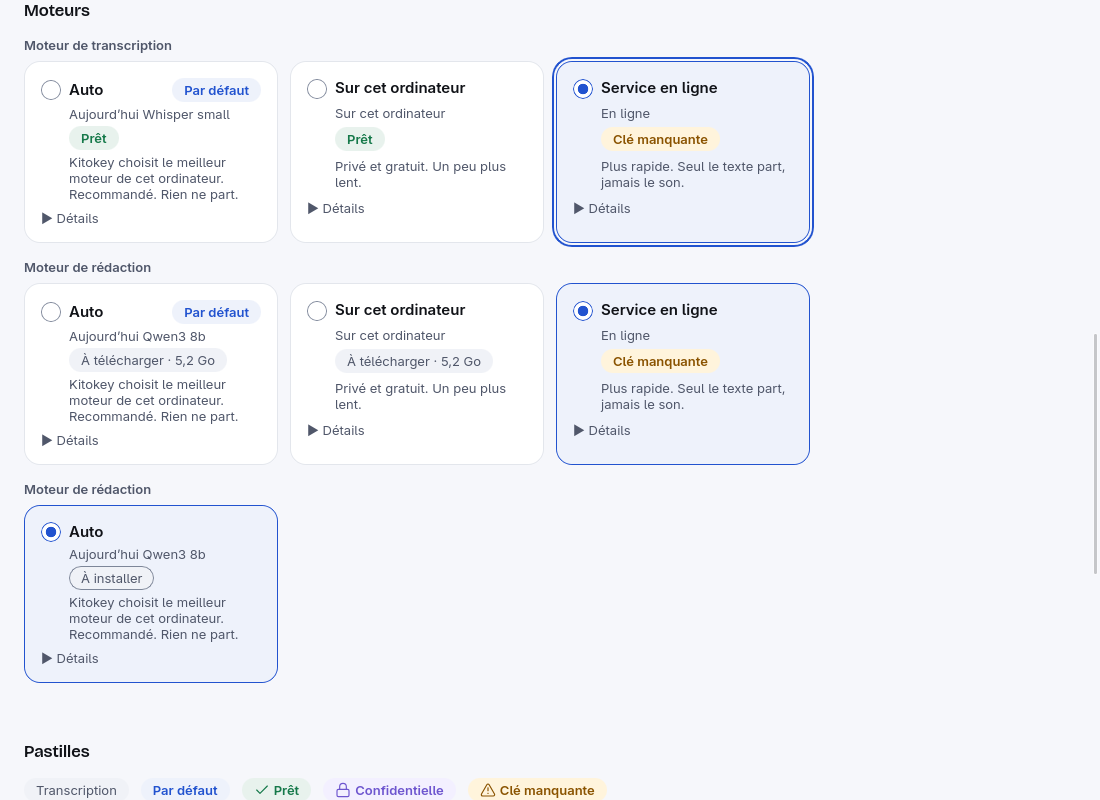 Moteurs
Moteur de transcription
Auto
Par défaut
Aujourd’hui Whisper small
Prêt
Kitokey choisit le meilleur
moteur de cet ordinateur.
Recommandé. Rien ne part.
Détails
Sur cet ordinateur
Sur cet ordinateur
Prêt
Privé et gratuit. Un peu plus
lent.
Détails
Service en ligne
En ligne
Clé manquante
Plus rapide. Seul le texte part,
jamais le son.
Détails
Moteur de rédaction
Auto
Par défaut
Aujourd’hui Qwen3 8b
À télécharger · 5,2 Go
Kitokey choisit le meilleur
moteur de cet ordinateur.
Recommandé. Rien ne part.
Détails
Sur cet ordinateur
Sur cet ordinateur
À télécharger · 5,2 Go
Privé et gratuit. Un peu plus
lent.
Détails
Service en ligne
En ligne
Clé manquante
Plus rapide. Seul le texte part,
jamais le son.
Détails
Moteur de rédaction
Auto
Aujourd’hui Qwen3 8b
À installer
Kitokey choisit le meilleur
moteur de cet ordinateur.
Recommandé. Rien ne part.
Détails
Pastilles
Transcription
Par défaut
Prêt
Confidentielle
Clé manquante